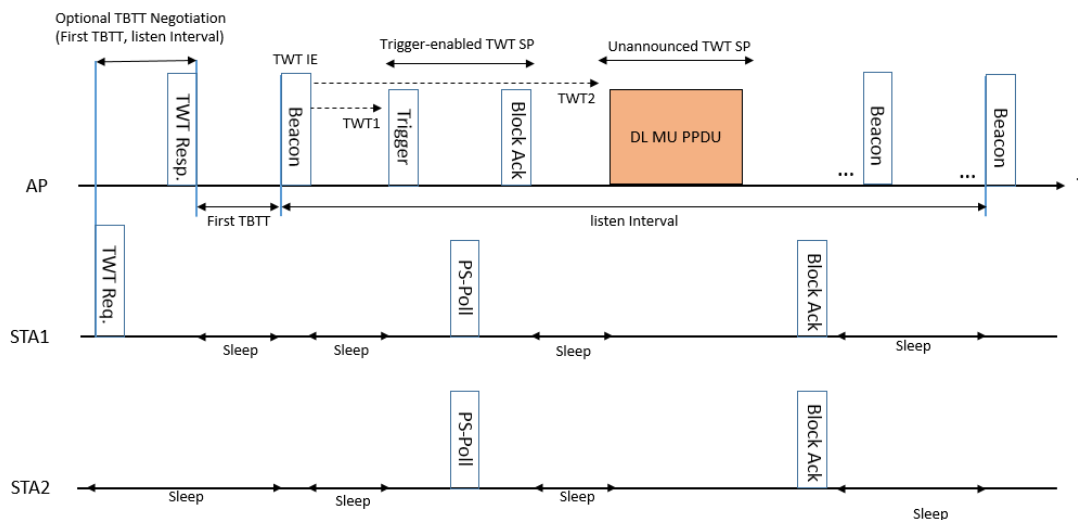 Optional TBTT Negotiation
(First TBTT, listen Interval)
TWT IE
Trigger-enabled TWT SP
Unannounced TWT SP
TWT Resp.
Beacon
TWT1
Trigger
Block Ack
TWT2
DL MU PPDU
Beacon
Beacon
...
...
AP
First TBTT
listen Interval
TWT Req.
PS-Poll
Block Ack
STA1
Sleep
Sleep
Sleep
Sleep
PS-Poll
Block Ack
STA2
Sleep
Sleep
Sleep
Sleep